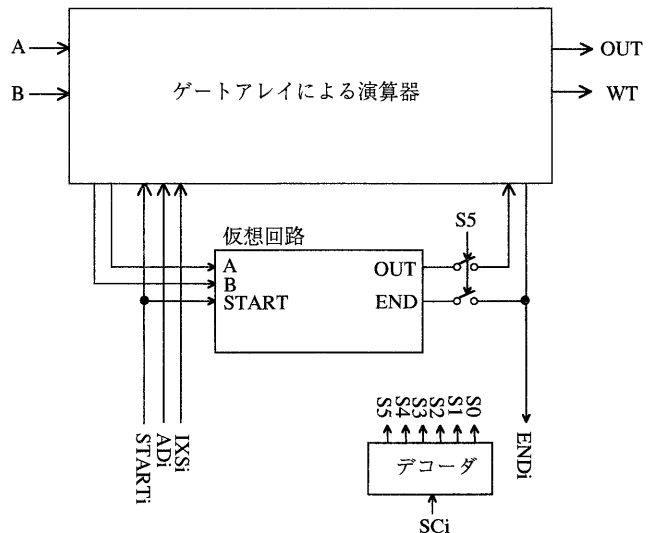 A
B
ゲートアレイによる演算器
OUT
WT
S5
仮想回路
A
B
START
OUT
END
S5
S4
S3
S2
S1
S0
デコーダ
SCi
STARTi
ADi
IXSi
ENDi